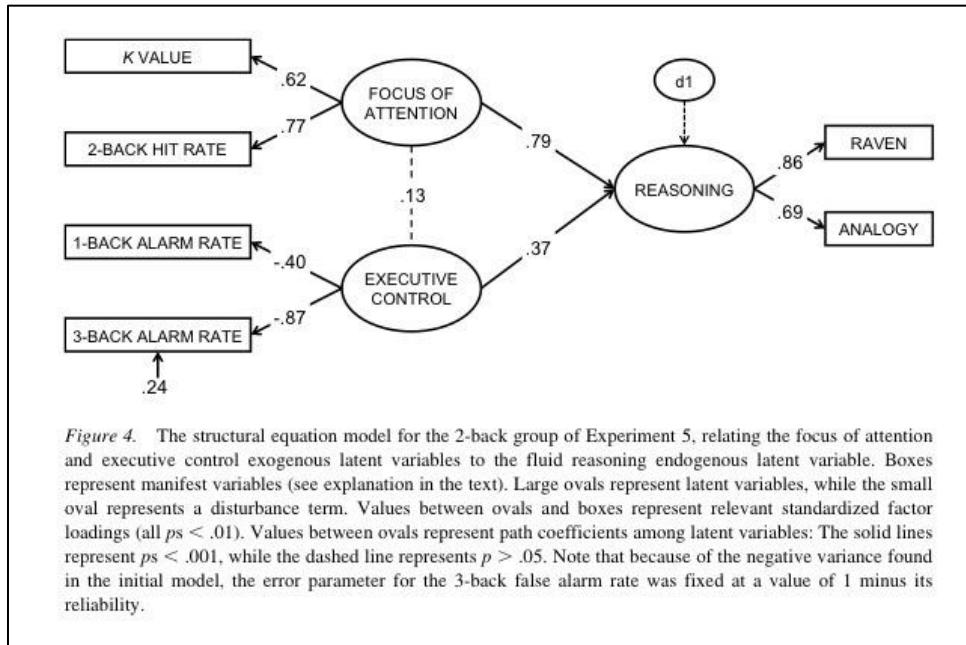 K VALUE
.62
FOCUS OF
ATTENTION
d1
.77
2-BACK HIT RATE
.79
RAVEN
.86
REASONING
.13
.69
ANALOGY
1-BACK ALARM RATE
-.40
.37
EXECUTIVE
CONTROL
-.87
3-BACK ALARM RATE
.24
Figure 4. The structural equation model for the 2-back group of Experiment 5, relating the focus of attention
and executive control exogenous latent variables to the fluid reasoning endogenous latent variable. Boxes
represent manifest variables (see explanation in the text). Large ovals represent latent variables, while the small
oval represents a disturbance term. Values between ovals and boxes represent relevant standardized factor
loadings (all ps < .01). Values between ovals represent path coefficients among latent variables: The solid lines
represent ps < .001, while the dashed line represents p > .05. Note that because of the negative variance found
in the initial model, the error parameter for the 3-back false alarm rate was fixed at a value of 1 minus its
reliability.